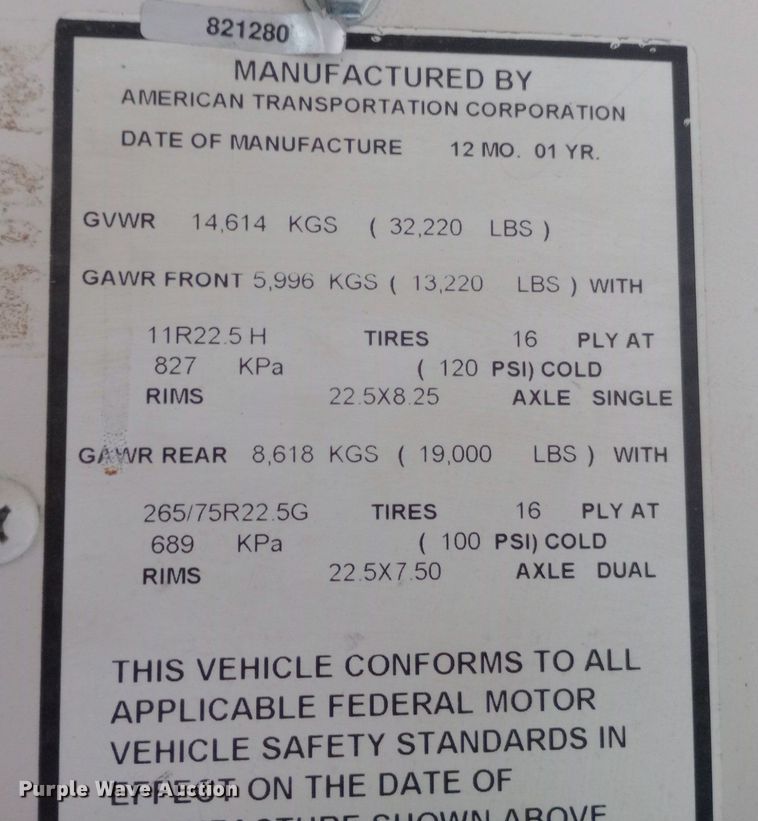 821280
MANUFACTURED BY
AMERICAN TRANSPORTATION CORPORATION
DATE OF MANUFACTURE 12 MO. 01 YR.
GVWR 14,614 KGS ( 32,220 LBS )
GAWR FRONT 5,996 KGS ( 13,220 LBS ) WITH
11R22.5 H TIRES 16 PLY AT
827 KPa ( 120 PSI) COLD
RIMS 22.5X8.25 AXLE SINGLE
GAWR REAR 8,618 KGS ( 19,000 LBS ) WITH
265/75R22.5G TIRES 16 PLY AT
689 KPa ( 100 PSI) COLD
RIMS 22.5X7.50 AXLE DUAL
THIS VEHICLE CONFORMS TO ALL
APPLICABLE FEDERAL MOTOR
VEHICLE SAFETY STANDARDS IN
EFFECT ON THE DATE OF
SHOWN ABOVE
Purple Wave Auction